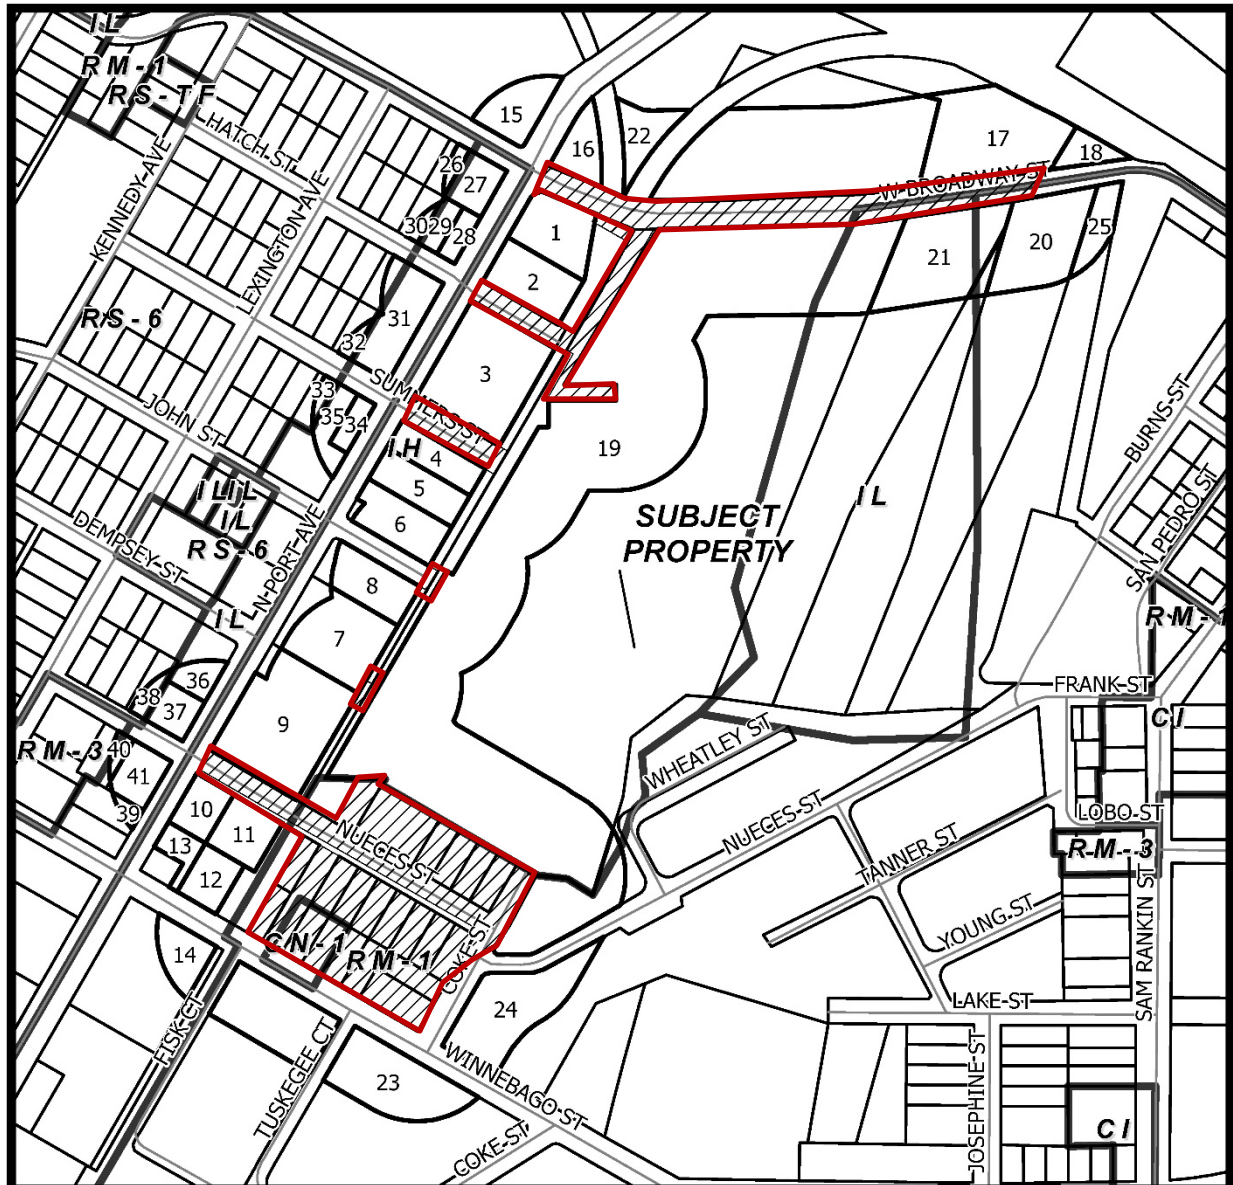 IL
RM-1
RS-TF
15
17
22
16
HATCH ST
26
18
27
W BROADWAY ST
KENNEDY AVE
LEXINGTON AVE
30
29
28
1
25
20
21
2
RS-6
31
32
3
SUMMERS ST
33
35
34
JOHN ST
BURNS ST
IH
19
4
5
IL
IL
IL
6
SUBJECT
PROPERTY
IL
SAN PEDRO ST
DEMPSEY ST
RS-6
N PORT AVE
8
IL
RM-1
7
36
38
37
FRANK ST
CI
9
RM-3
40
41
39
WHEATLEY ST
10
11
13
12
NUECES ST
NUECES ST
LOBO ST
TANNER ST
RM-3
YOUNG ST
CN-1
RM-1
COKE ST
14
SAM RANKIN ST
LAKE ST
24
FISK CT
TUSKEGEE CT
WINNEBAGO ST
23
JOSEPHINE ST
COKE ST
CI